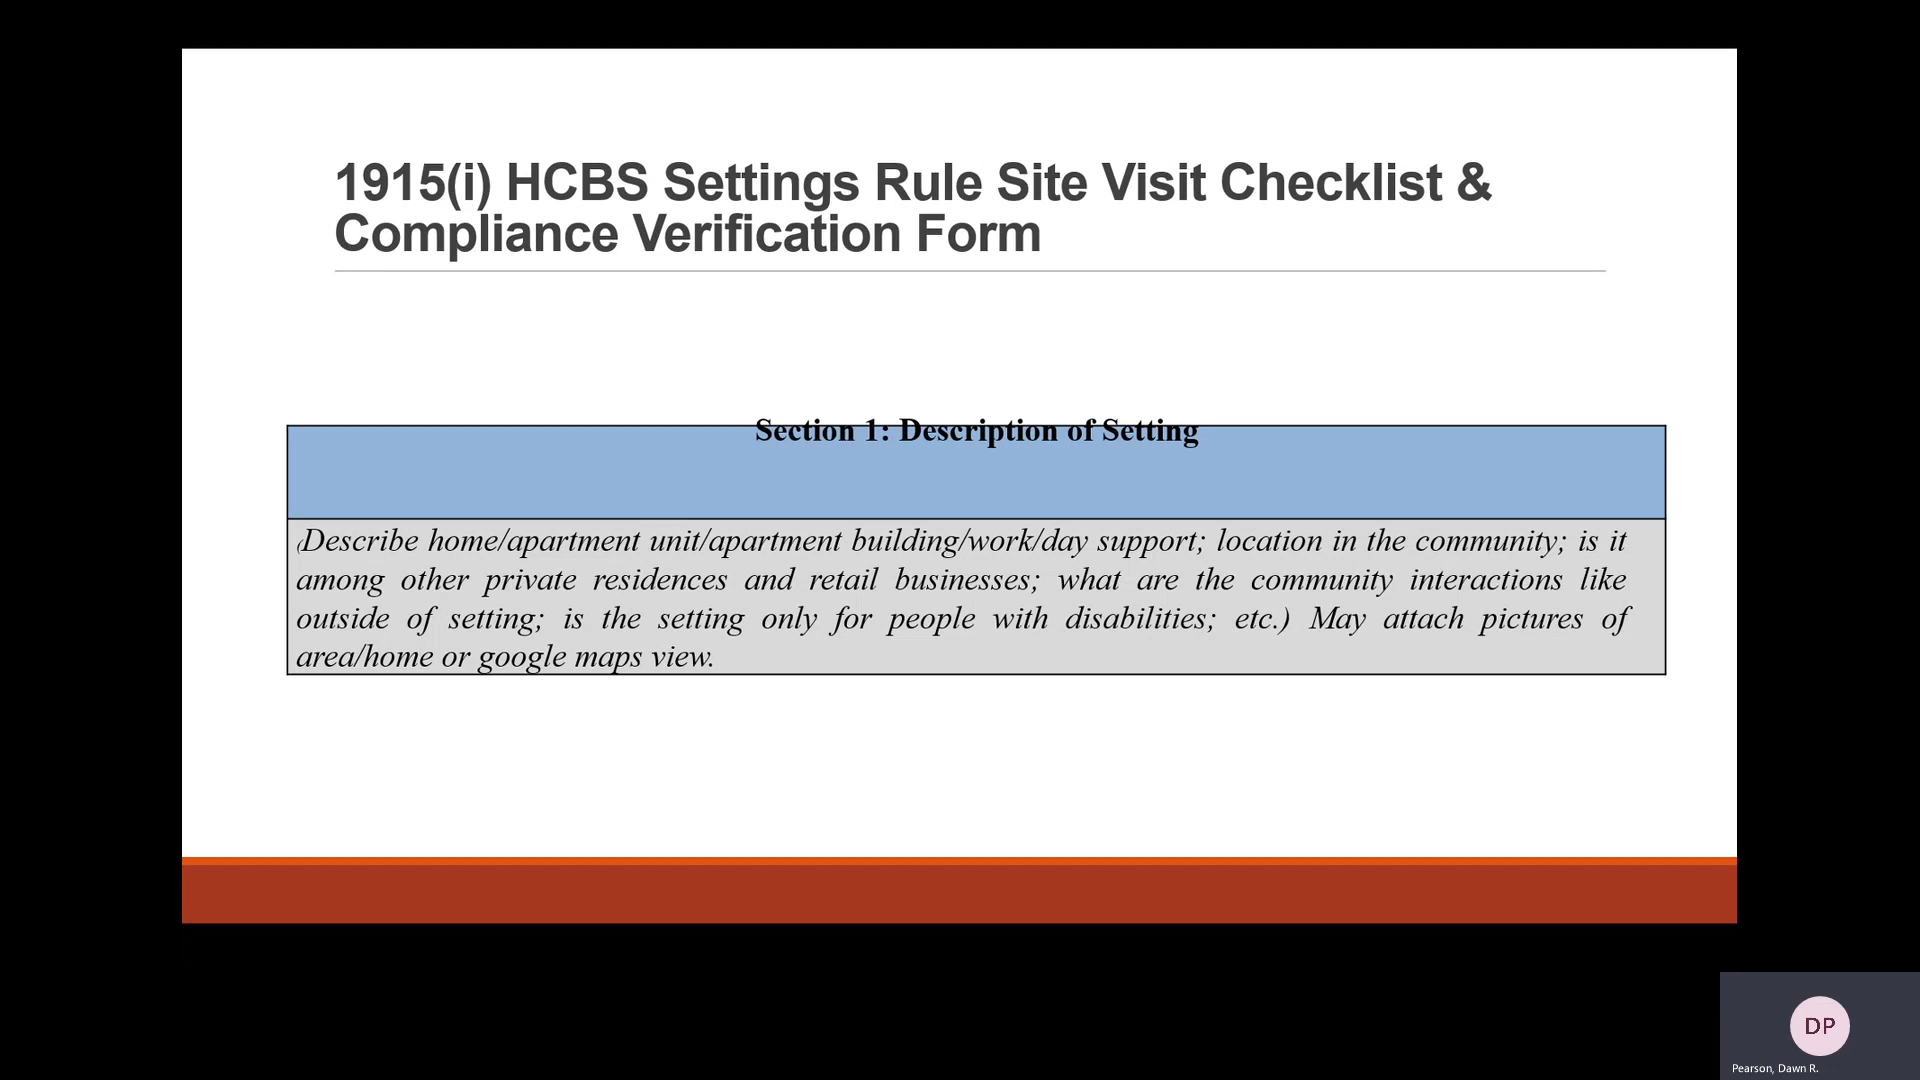 1915(i) HCBS Settings Rule Site Visit Checklist &
Compliance Verification Form
Section 1: Description of Setting
(Describe home/apartment unit/apartment building/work/day support; location in the community; is it
among other private residences and retail businesses; what are the community interactions like
outside of setting; is the setting only for people with disabilities; etc.) May attach pictures of
area/home or google maps view.
DP
Pearson, Dawn R.